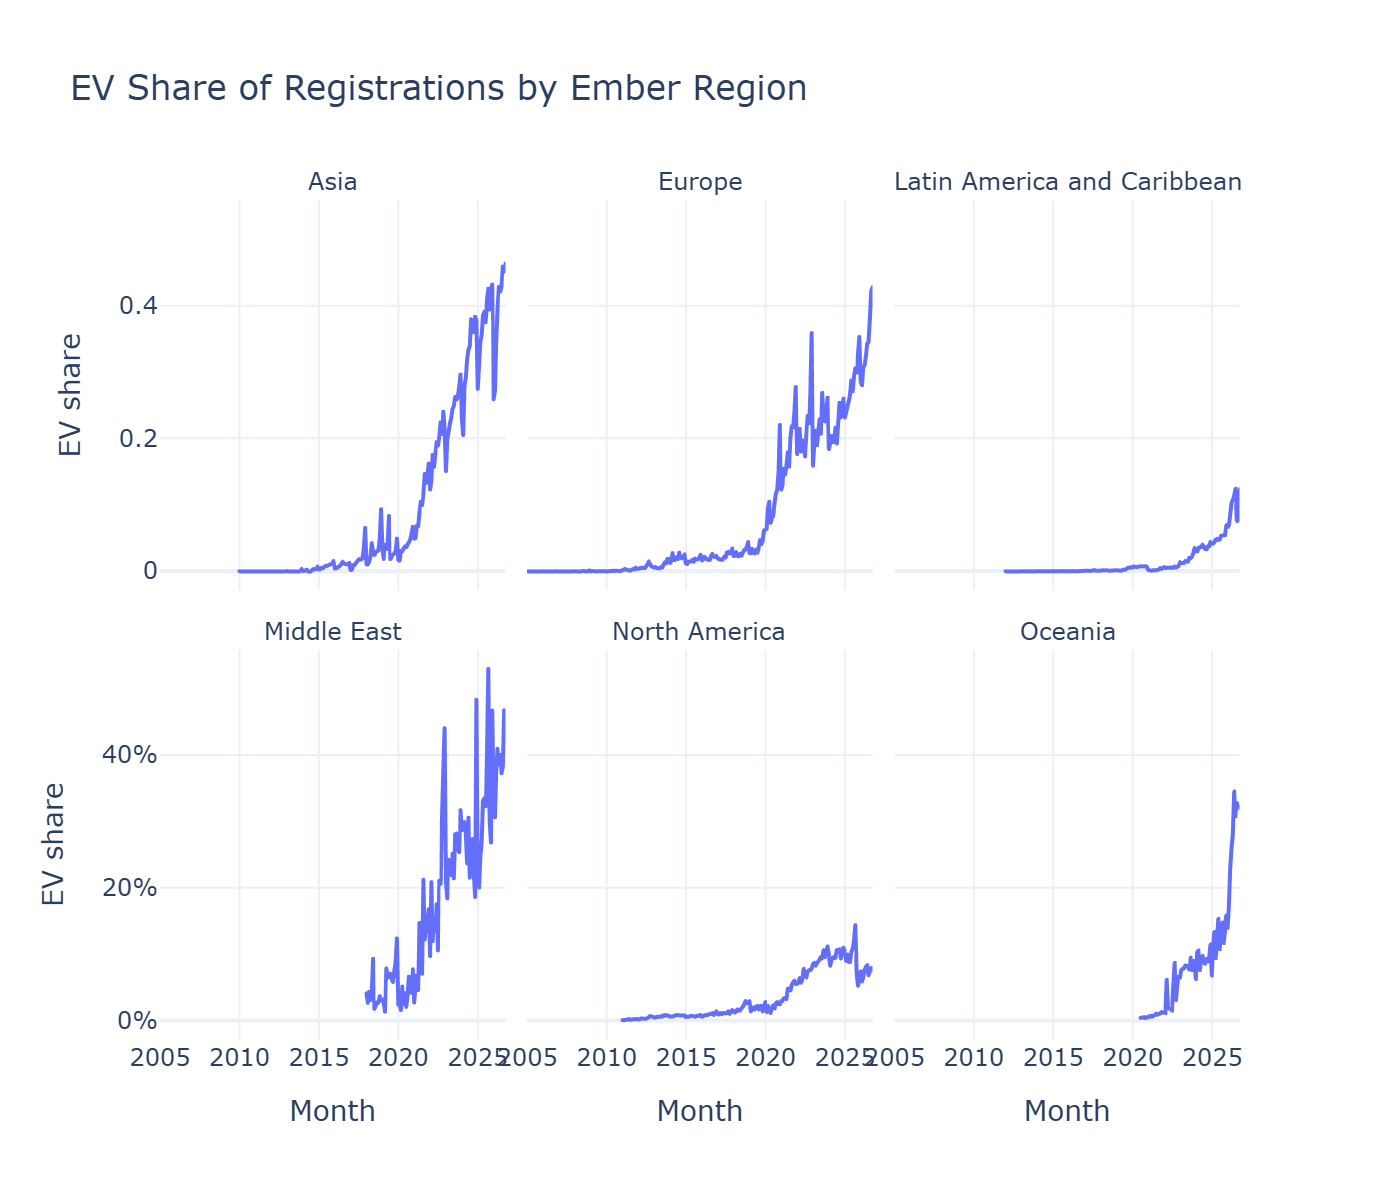 EV Share of Registrations by Ember Region
Asia
Europe
Latin America and Caribbean
EV share
0.4
0.2
0
Middle East
North America
Oceania
EV share
40%
20%
0%
2005 2010 2015 2020 2025 2005 2010 2015 2020 2025 2005 2010 2015 2020 2025
Month
Month
Month